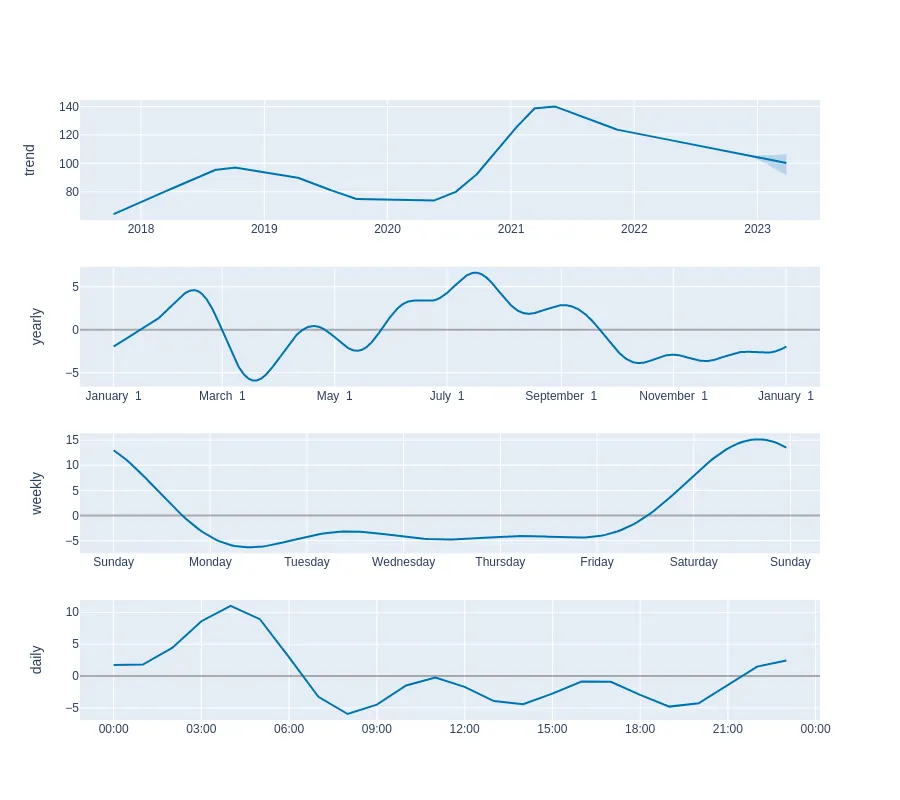 140
120
100
80
trend
2018 2019 2020 2021 2022 2023
5
0
−5
yearly
January 1 March 1 May 1 July 1 September 1 November 1 January 1
15
10
5
0
−5
weekly
Sunday Monday Tuesday Wednesday Thursday Friday Saturday Sunday
10
5
0
−5
daily
00:00 03:00 06:00 09:00 12:00 15:00 18:00 21:00 00:00